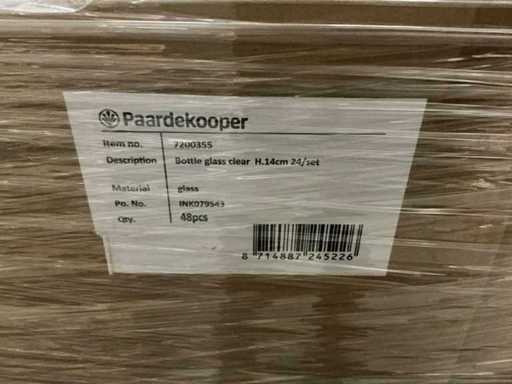 Paardekooper
Item no. 7200355
Description Bottle glass clear H.14cm 24/set
Material glass
Po. No. INK079543
Qty. 48pcs
8 714887 245226